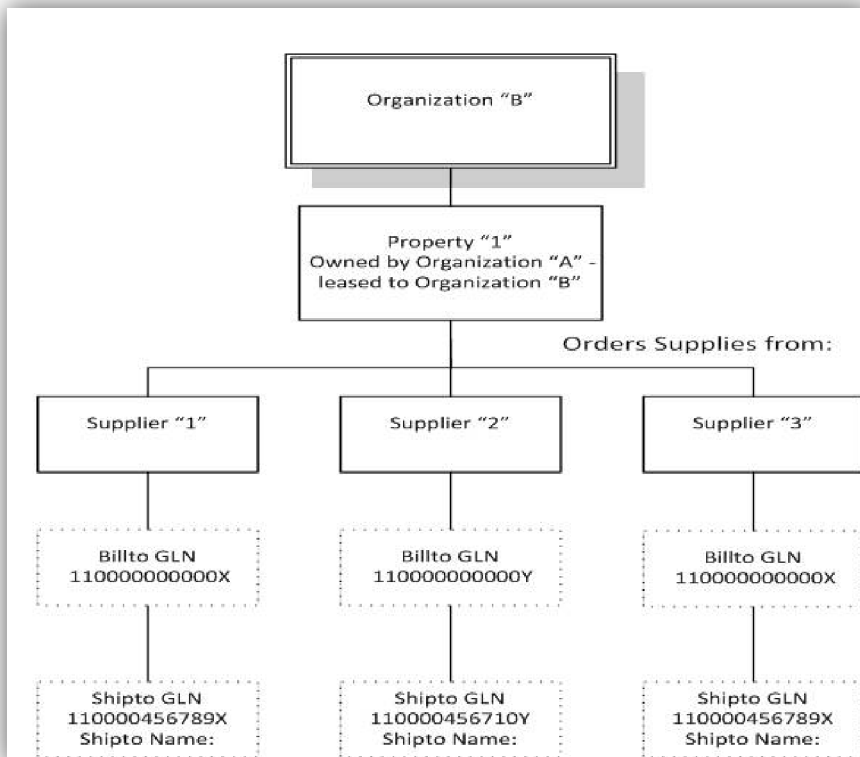 Organization “B”
Property “1”
Owned by Organization “A” -
leased to Organization “B”
Orders Supplies from:
Supplier “1”
Supplier “2”
Supplier “3”
Billto GLN
110000000000X
Billto GLN
110000000000Y
Billto GLN
110000000000X
Shipto GLN
110000456789X
Shipto Name:
Shipto GLN
110000456710Y
Shipto Name:
Shipto GLN
110000456789X
Shipto Name: